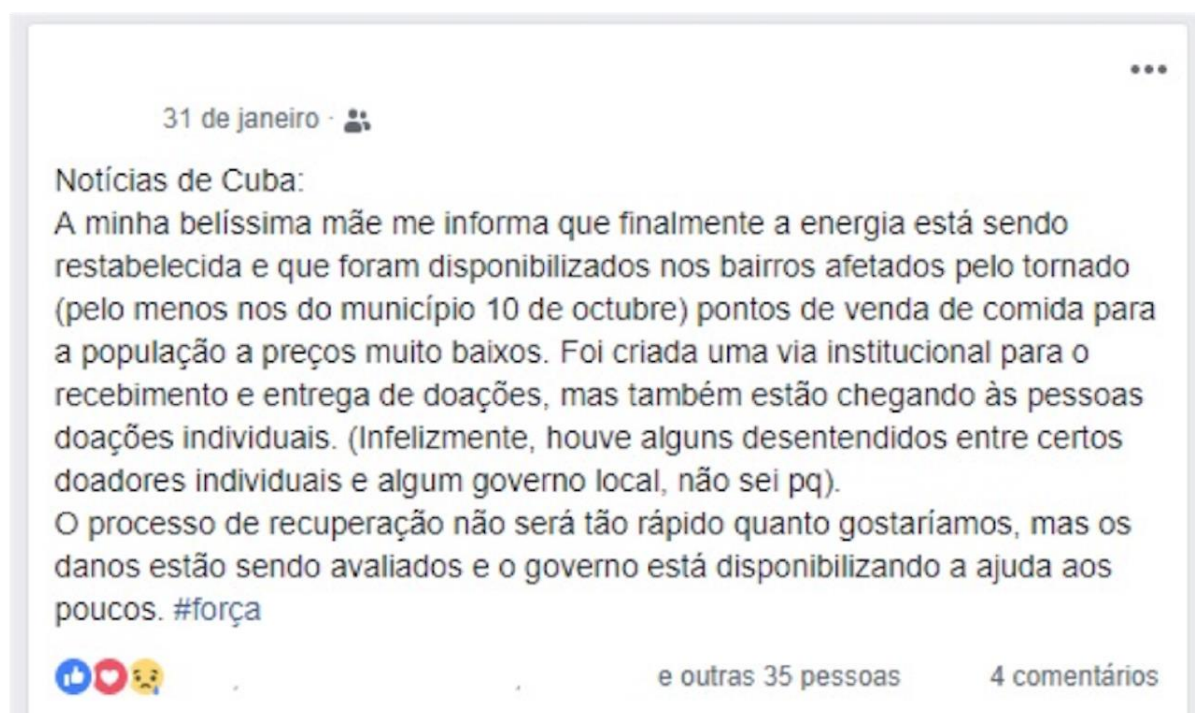 31 de janeiro ·
Notícias de Cuba:
A minha belíssima mãe me informa que finalmente a energia está sendo
restabelecida e que foram disponibilizados nos bairros afetados pelo tornado
(pelo menos nos do município 10 de octubre) pontos de venda de comida para
a população a preços muito baixos. Foi criada uma via institucional para o
recebimento e entrega de doações, mas também estão chegando às pessoas
doações individuais. (Infelizmente, houve alguns desentendidos entre certos
doadores individuais e algum governo local, não sei pq).
O processo de recuperação não será tão rápido quanto gostaríamos, mas os
danos estão sendo avaliados e o governo está disponibilizando a ajuda aos
poucos. #força
e outras 35 pessoas 4 comentários